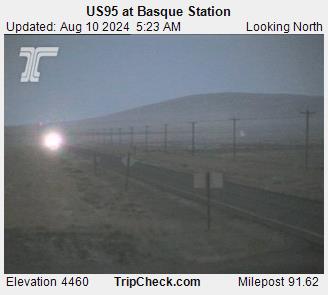 US95 at Basque Station
Updated: Aug 10 2024 5:23 AM Looking North
Elevation 4460 TripCheck.com Milepost 91.62